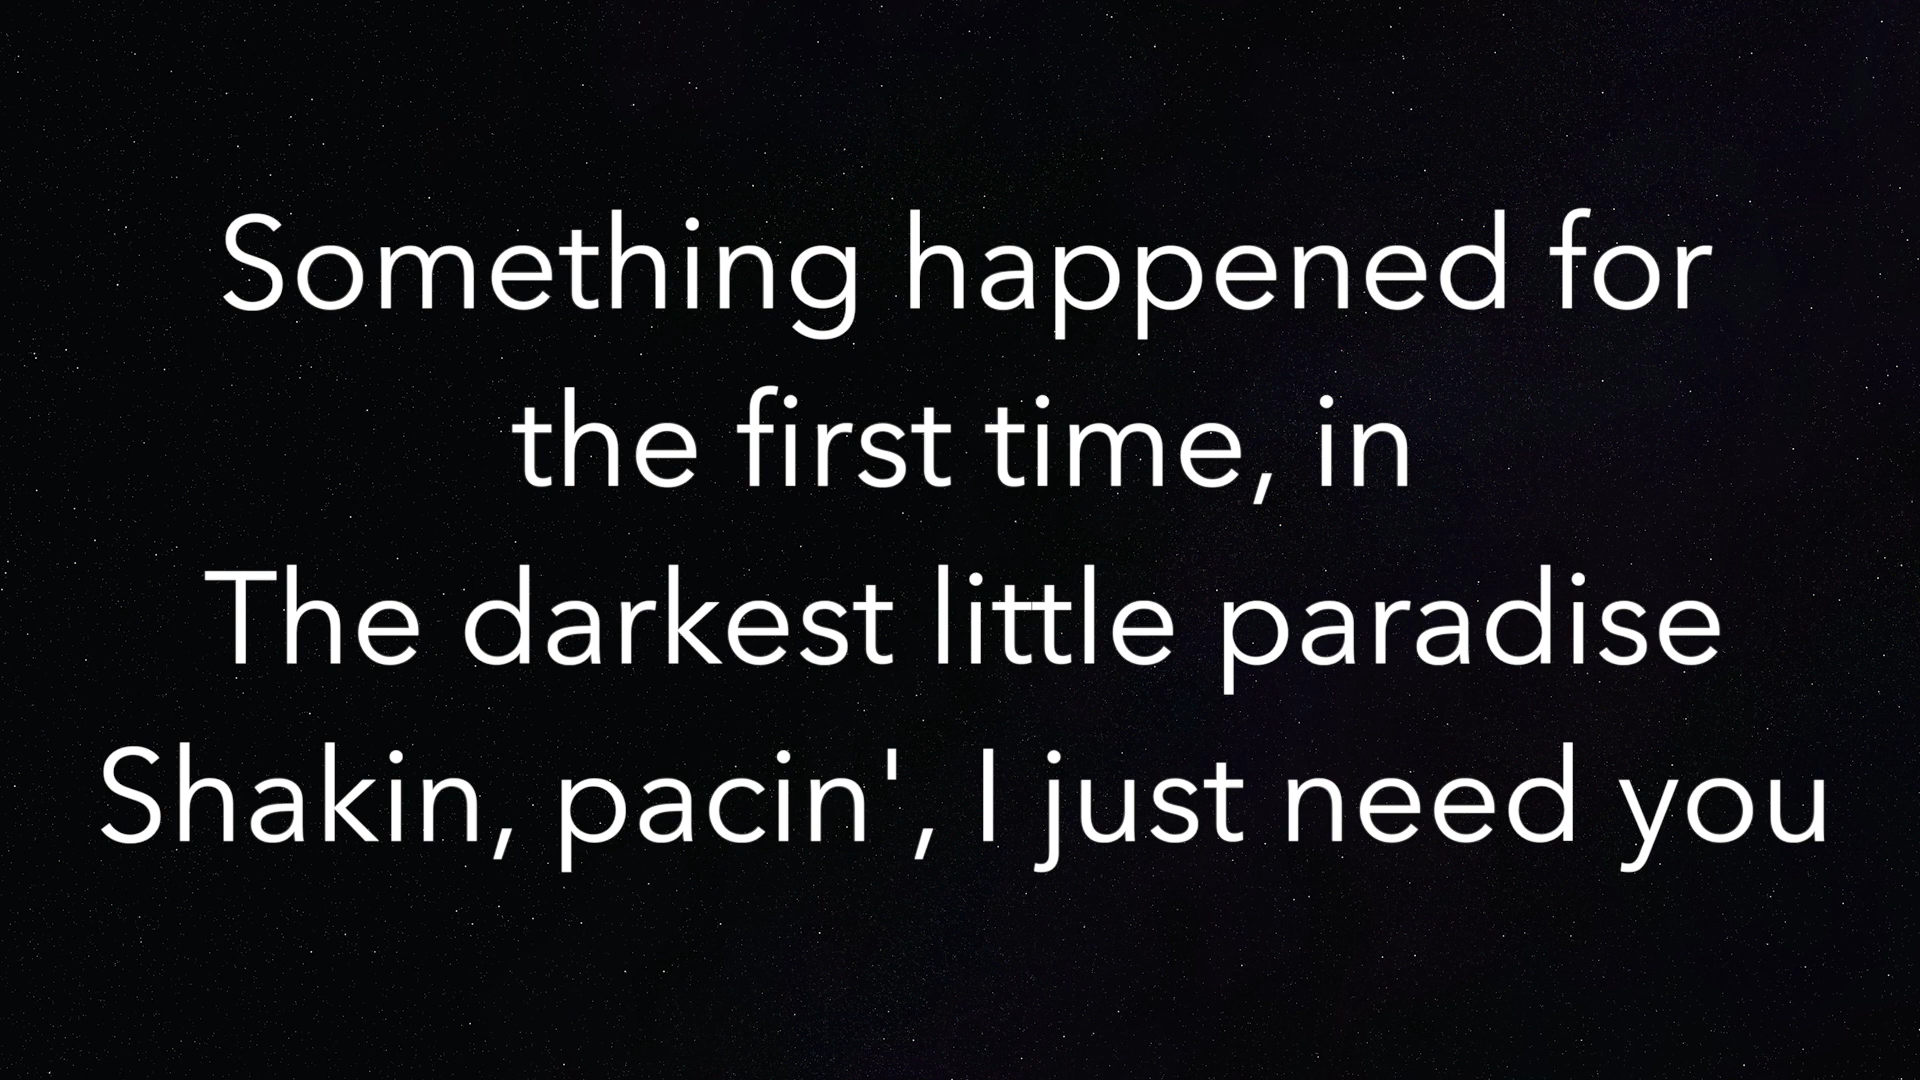 Something happened for
the first time, in
The darkest little paradise
Shakin, pacin', I just need you